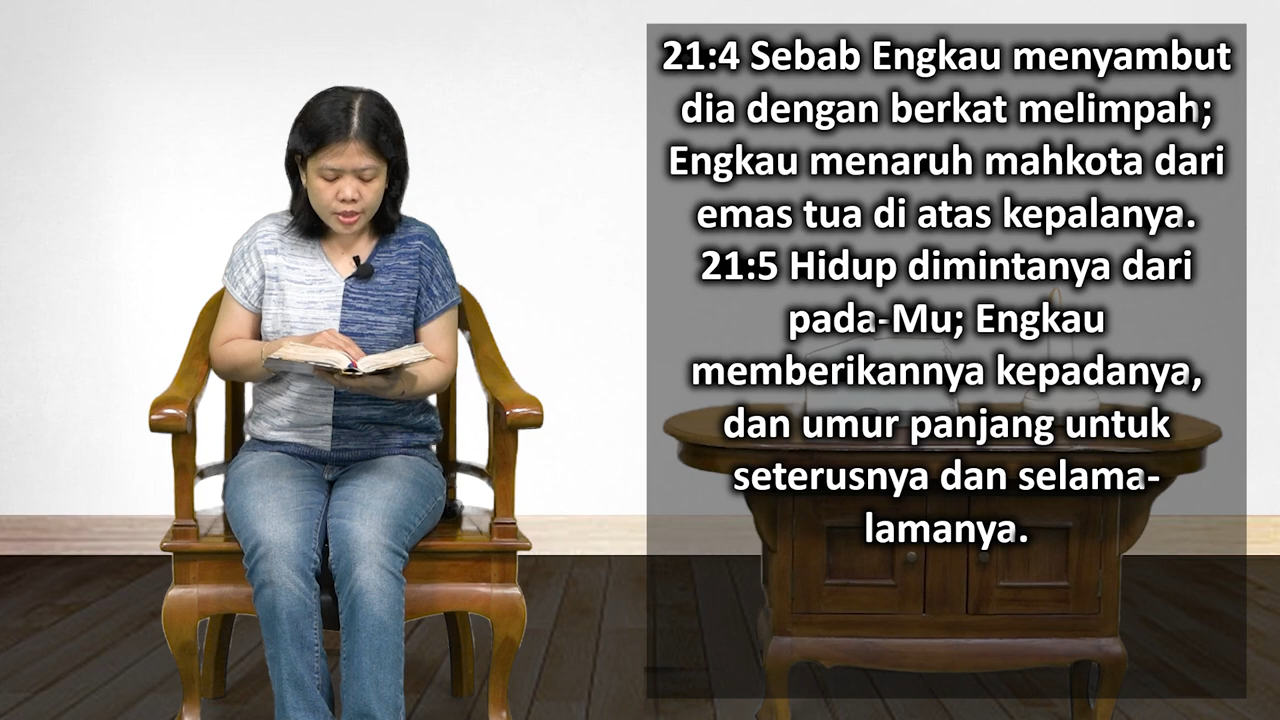 21:4 Sebab Engkau menyambut
dia dengan berkat melimpah;
Engkau menaruh mahkota dari
emas tua di atas kepalanya.
21:5 Hidup dimintanya dari
pada-Mu; Engkau
memberikannya kepadanya,
dan umur panjang untuk
seterusnya dan selama-
lamanya.